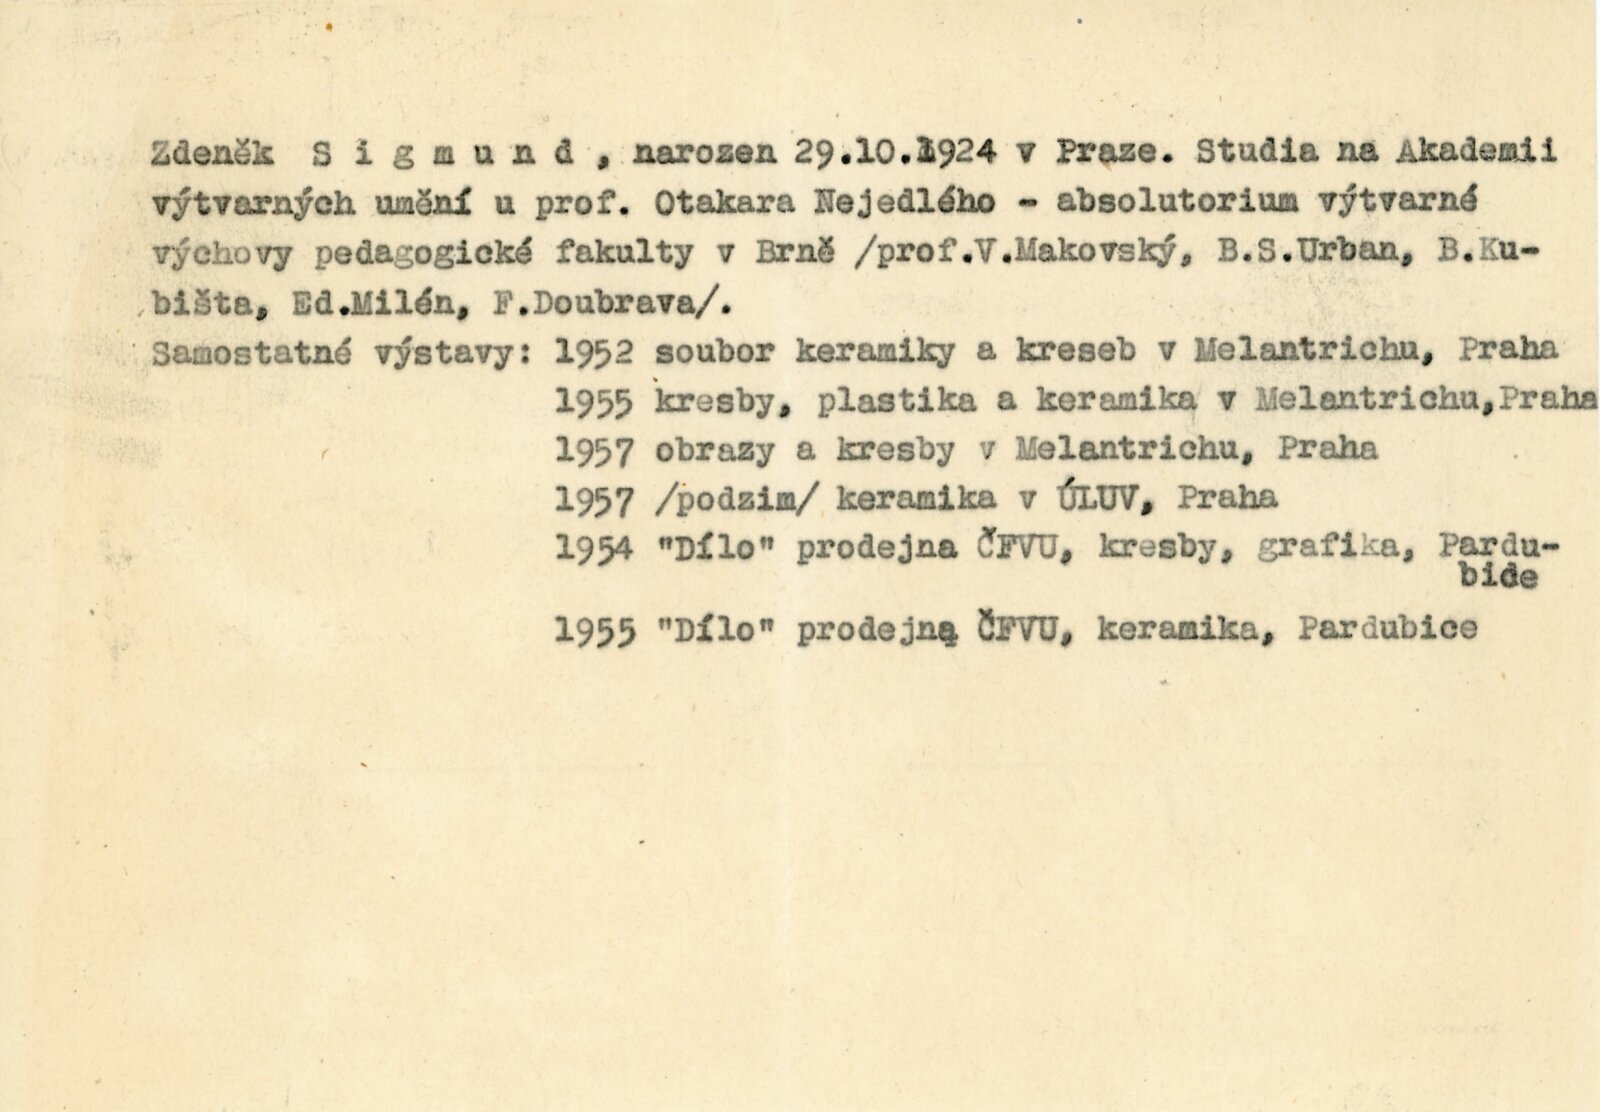 Zdeněk S i g m u n d , narozen 29.10.1924 v Praze. Studia na Akademii
výtvarných umění u prof. Otakara Nejedlého - absolutorium výtvarné
výchovy pedagogické fakulty v Brně /prof.V.Makovský, B.S.Urban, B.Ku-
bišta, Ed.Milén, F.Doubrava/.
Samostatné výstavy: 1952 soubor keramiky a kreseb v Melantrichu, Praha
1955 kresby, plastika a keramika v Melantrichu,Praha
1957 obrazy a kresby v Melantrichu, Praha
1957 /podzim/ keramika v ÚLUV, Praha
1954 "Dílo" prodejna ČFVU, kresby, grafika, Pardu-
bice
1955 "Dílo" prodejna ČFVU, keramika, Pardubice